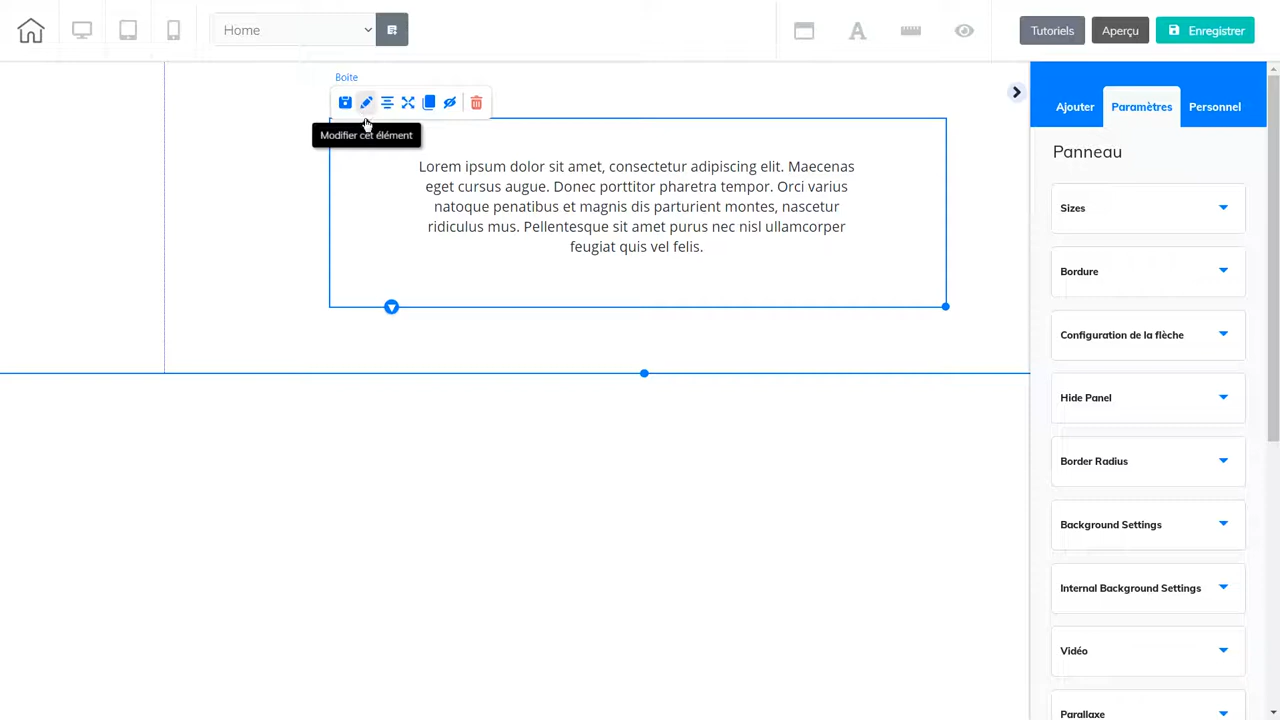 Home
Tutoriels
Aperçu
Enregistrer
Boite
Modifier cet élément
Lorem ipsum dolor sit amet, consectetur adipiscing elit. Maecenas
eget cursus augue. Donec porttitor pharetra tempor. Orci varius
natoque penatibus et magnis dis parturient montes, nascetur
ridiculus mus. Pellentesque sit amet purus nec nisl ullamcorper
feugiat quis vel felis.
Ajouter
Paramètres
Personnel
Panneau
Sizes
Bordure
Configuration de la flèche
Hide Panel
Border Radius
Background Settings
Internal Background Settings
Vidéo
Parallaxe